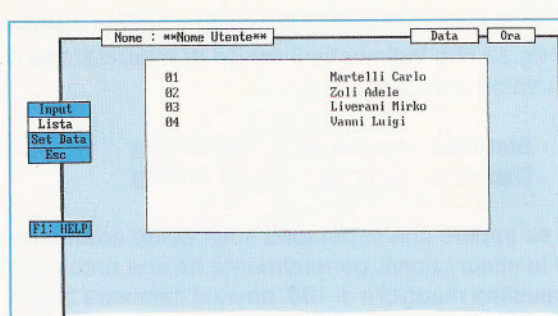 Nome : **Nome Utente** Data Ora
01 Martelli Carlo
02 Zoli Adele
03 Liverani Mirko
04 Vanni Luigi
Input
Lista
Set Data
Esc
F1: HELP